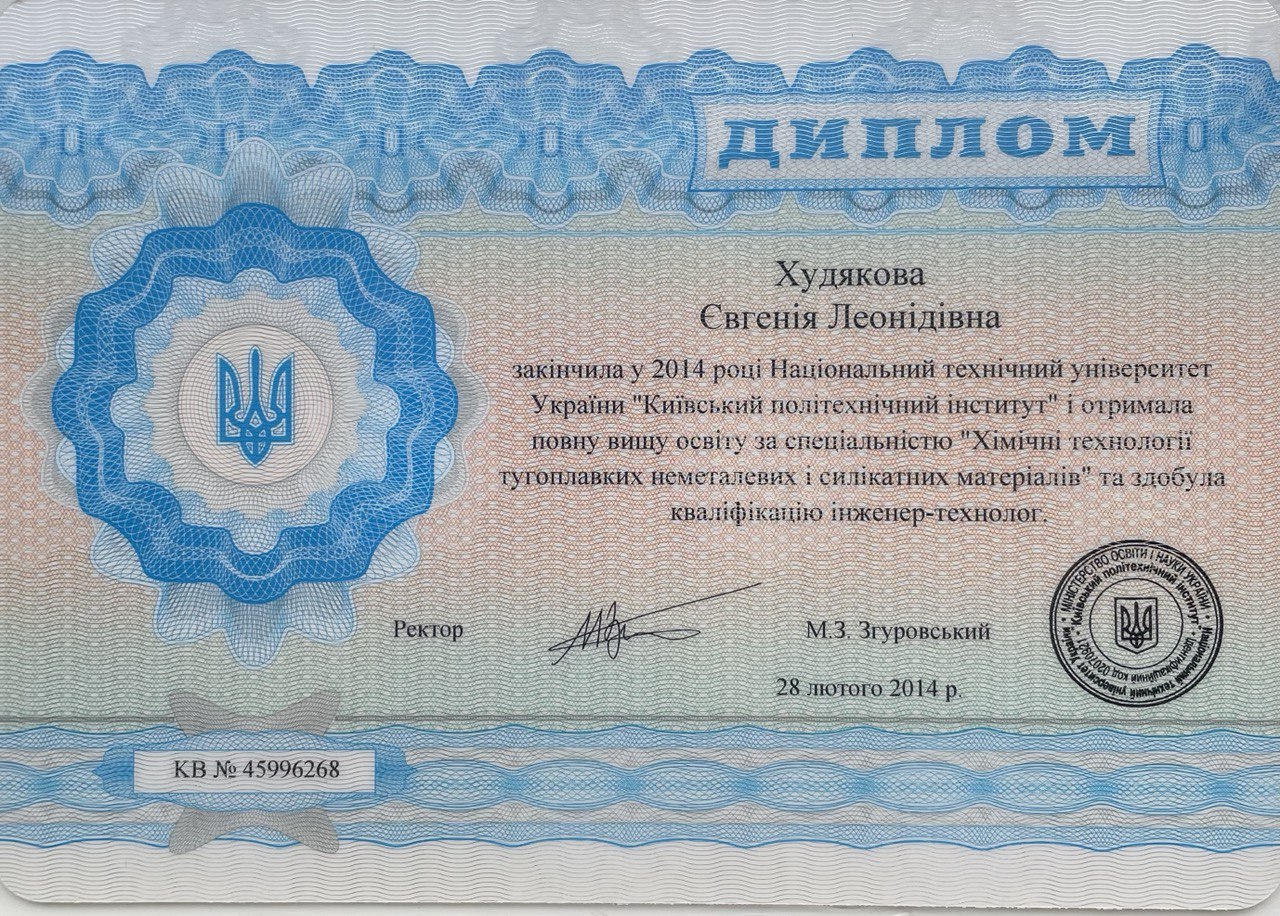 ДИПЛОМ
Худякова
Євгенія Леонідівна
закінчила у 2014 році Національний технічний університет
України "Київський політехнічний інститут" і отримала
повну вищу освіту за спеціальністю "Хімічні технології
тугоплавких неметалевих і силікатних матеріалів" та здобула
кваліфікацію інженер-технолог.
Ректор
М.З. Згуровський
28 лютого 2014 р.
МІНІСТЕРСТВО ОСВІТИ І НАУКИ УКРАЇНИ
Національний технічний університет України
Київський політехнічний інститут
Ідентифікаційний код 02070921
КВ № 45996268